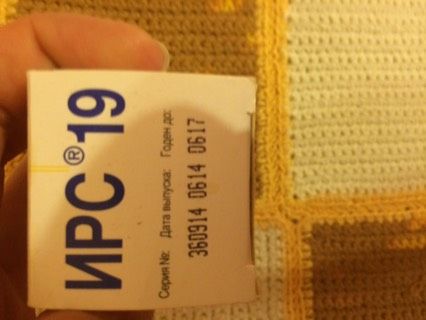 ИРС®19
Серия №: Дата выпуска: Годен до:
360914 0614 0617